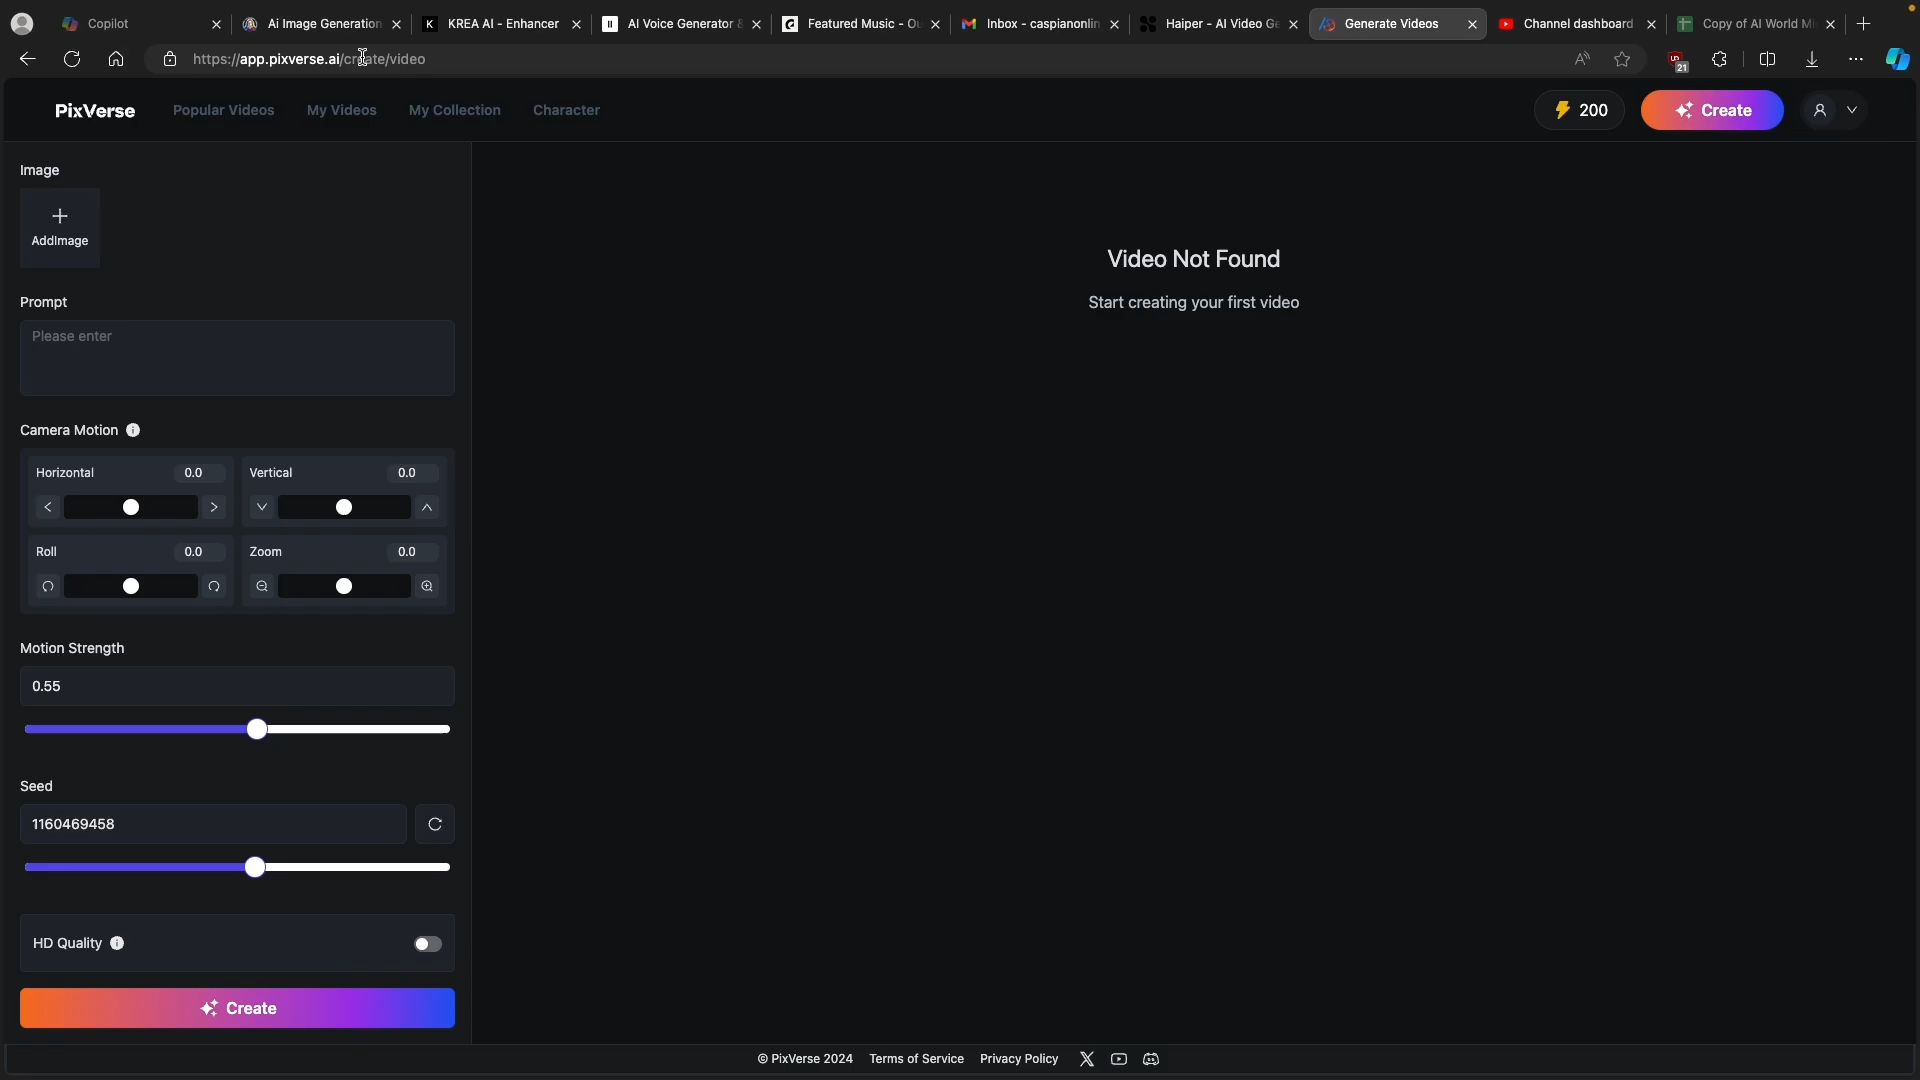 Copilot
Ai Image Generation
KREA AI - Enhancer
AI Voice Generator &
Featured Music - Ou
Inbox - caspianonlin
Haiper - AI Video Ge
Generate Videos
Channel dashboard
Copy of AI World Mi
https://app.pixverse.ai/create/video
21
PixVerse
Popular Videos
My Videos
My Collection
Character
200
Create
Image
AddImage
Prompt
Please enter
Camera Motion
Horizontal 0.0
Vertical 0.0
Roll 0.0
Zoom 0.0
Motion Strength
0.55
Seed
1160469458
HD Quality
Create
Video Not Found
Start creating your first video
© PixVerse 2024 Terms of Service Privacy Policy